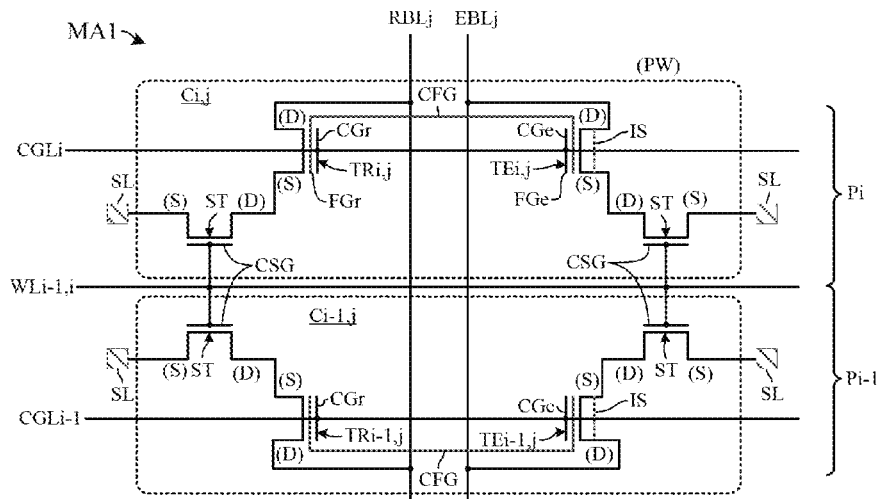 RBLj EBLj
MA1
(PW)
Ci,j
CFG
(D) (D)
CGr CGe IS
CGLi
TRi,j TEi,j
SL (S) (S) SL
Pi
(S) ST (D) FGr FGe (D) ST (S)
CSG CSG
WLi-1,i
Ci-1,j
(S) ST (D) (S) (S) (D) ST (S)
SL SL
Pi-1
CGr CGe IS
CGLi-1
TRi-1,j TEi-1,j
(D) (D)
CFG